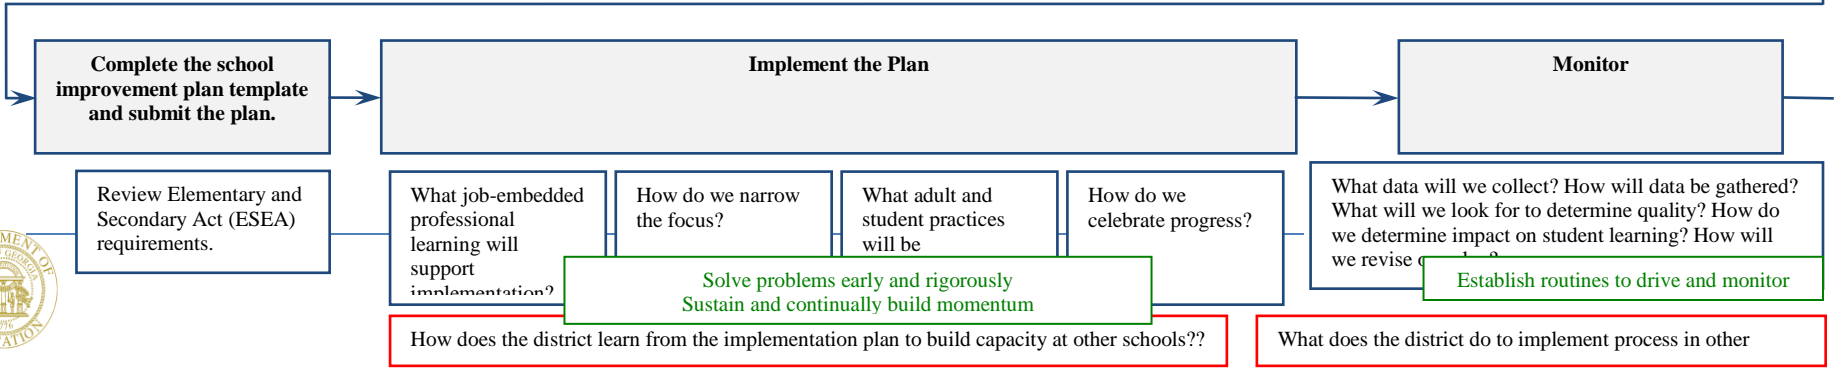 Complete the school
improvement plan template
and submit the plan.
Implement the Plan
Monitor
Review Elementary and
Secondary Act (ESEA)
requirements.
What job-embedded
professional
learning will
support
implementation?
How do we narrow
the focus?
What adult and
student practices
will be
How do we
celebrate progress?
What data will we collect? How will data be gathered?
What will we look for to determine quality? How do
we determine impact on student learning? How will
we revise
Solve problems early and rigorously
Sustain and continually build momentum
Establish routines to drive and monitor
How does the district learn from the implementation plan to build capacity at other schools??
What does the district do to implement process in other